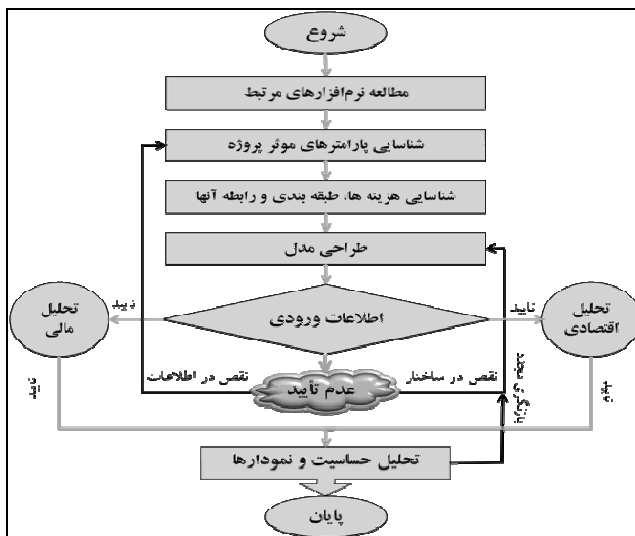 شروع
مطالعه نرم‌افزارهای مرتبط
شناسایی پارامترهای موثر پروژه
شناسایی هزینه ها، طبقه بندی و رابطه آنها
طراحی مدل
تحلیل
اقتصادی
تایید
اطلاعات ورودی
تایید
تحلیل
مالی
نقص در ساختار
عدم تأیید
نقص در اطلاعات
بازنگری مجدد
تایید
تایید
تحلیل حساسیت و نمودارها
پایان